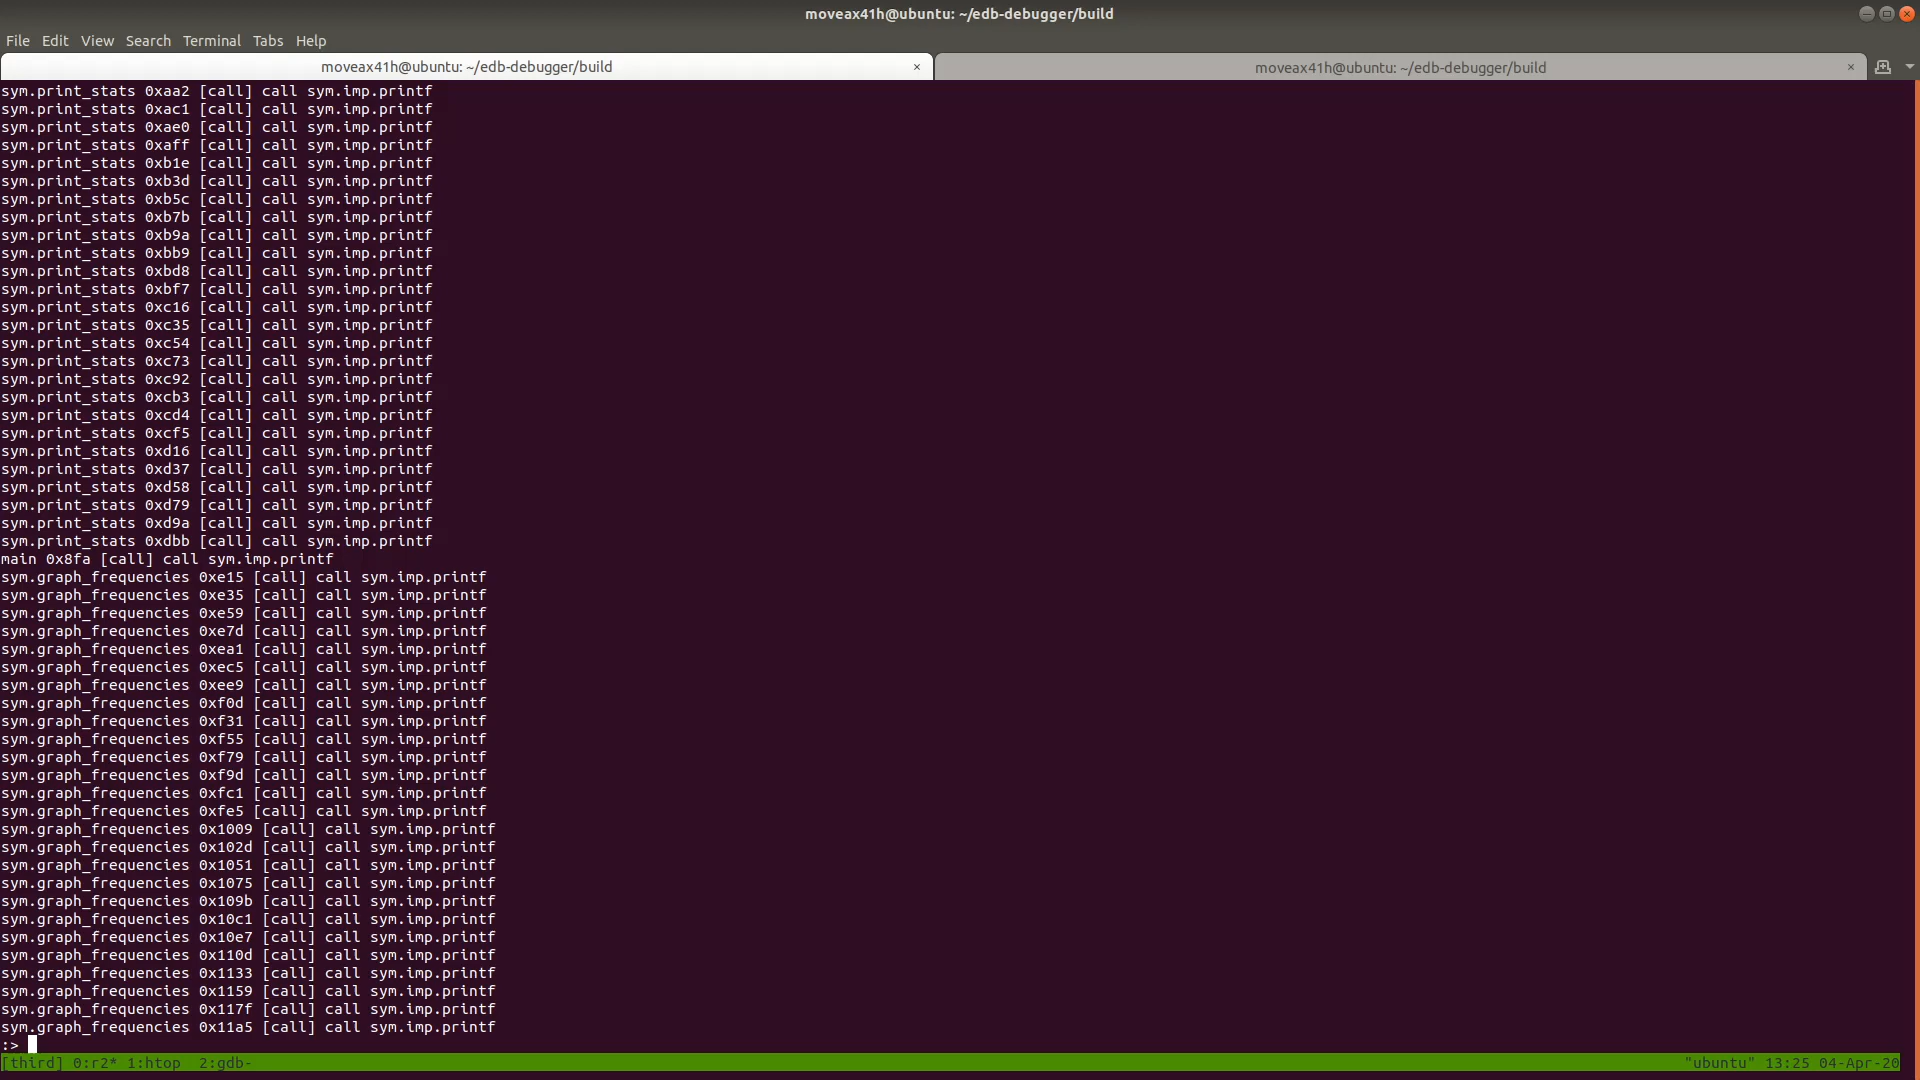 moveax41h@ubuntu: ~/edb-debugger/build
File Edit View Search Terminal Tabs Help
moveax41h@ubuntu: ~/edb-debugger/build × moveax41h@ubuntu: ~/edb-debugger/build ×
sym.print_stats 0xaa2 [call] call sym.imp.printf
sym.print_stats 0xac1 [call] call sym.imp.printf
sym.print_stats 0xae0 [call] call sym.imp.printf
sym.print_stats 0xaff [call] call sym.imp.printf
sym.print_stats 0xb1e [call] call sym.imp.printf
sym.print_stats 0xb3d [call] call sym.imp.printf
sym.print_stats 0xb5c [call] call sym.imp.printf
sym.print_stats 0xb7b [call] call sym.imp.printf
sym.print_stats 0xb9a [call] call sym.imp.printf
sym.print_stats 0xbb9 [call] call sym.imp.printf
sym.print_stats 0xbd8 [call] call sym.imp.printf
sym.print_stats 0xbf7 [call] call sym.imp.printf
sym.print_stats 0xc16 [call] call sym.imp.printf
sym.print_stats 0xc35 [call] call sym.imp.printf
sym.print_stats 0xc54 [call] call sym.imp.printf
sym.print_stats 0xc73 [call] call sym.imp.printf
sym.print_stats 0xc92 [call] call sym.imp.printf
sym.print_stats 0xcb3 [call] call sym.imp.printf
sym.print_stats 0xcd4 [call] call sym.imp.printf
sym.print_stats 0xcf5 [call] call sym.imp.printf
sym.print_stats 0xd16 [call] call sym.imp.printf
sym.print_stats 0xd37 [call] call sym.imp.printf
sym.print_stats 0xd58 [call] call sym.imp.printf
sym.print_stats 0xd79 [call] call sym.imp.printf
sym.print_stats 0xd9a [call] call sym.imp.printf
sym.print_stats 0xdbb [call] call sym.imp.printf
main 0x8fa [call] call sym.imp.printf
sym.graph_frequencies 0xe15 [call] call sym.imp.printf
sym.graph_frequencies 0xe35 [call] call sym.imp.printf
sym.graph_frequencies 0xe59 [call] call sym.imp.printf
sym.graph_frequencies 0xe7d [call] call sym.imp.printf
sym.graph_frequencies 0xea1 [call] call sym.imp.printf
sym.graph_frequencies 0xec5 [call] call sym.imp.printf
sym.graph_frequencies 0xee9 [call] call sym.imp.printf
sym.graph_frequencies 0xf0d [call] call sym.imp.printf
sym.graph_frequencies 0xf31 [call] call sym.imp.printf
sym.graph_frequencies 0xf55 [call] call sym.imp.printf
sym.graph_frequencies 0xf79 [call] call sym.imp.printf
sym.graph_frequencies 0xf9d [call] call sym.imp.printf
sym.graph_frequencies 0xfc1 [call] call sym.imp.printf
sym.graph_frequencies 0xfe5 [call] call sym.imp.printf
sym.graph_frequencies 0x1009 [call] call sym.imp.printf
sym.graph_frequencies 0x102d [call] call sym.imp.printf
sym.graph_frequencies 0x1051 [call] call sym.imp.printf
sym.graph_frequencies 0x1075 [call] call sym.imp.printf
sym.graph_frequencies 0x109b [call] call sym.imp.printf
sym.graph_frequencies 0x10c1 [call] call sym.imp.printf
sym.graph_frequencies 0x10e7 [call] call sym.imp.printf
sym.graph_frequencies 0x110d [call] call sym.imp.printf
sym.graph_frequencies 0x1133 [call] call sym.imp.printf
sym.graph_frequencies 0x1159 [call] call sym.imp.printf
sym.graph_frequencies 0x117f [call] call sym.imp.printf
sym.graph_frequencies 0x11a5 [call] call sym.imp.printf
:>
[third] 0:r2* 1:htop  2:gdb- "ubuntu" 13:25 04-Apr-20